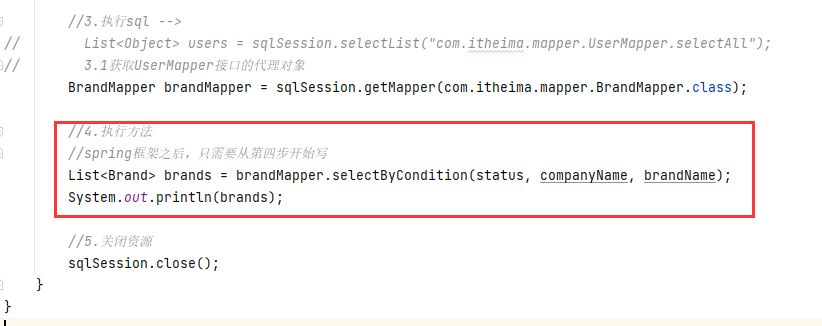 //3.执行sql -->
// List<Object> users = sqlSession.selectList("com.itheima.mapper.UserMapper.selectAll");
// 3.1获取UserMapper接口的代理对象
BrandMapper brandMapper = sqlSession.getMapper(com.itheima.mapper.BrandMapper.class);
//4.执行方法
//spring框架之后，只需要从第四步开始写
List<Brand> brands = brandMapper.selectByCondition(status, companyName, brandName);
System.out.println(brands);
//5.关闭资源
sqlSession.close();
}
}